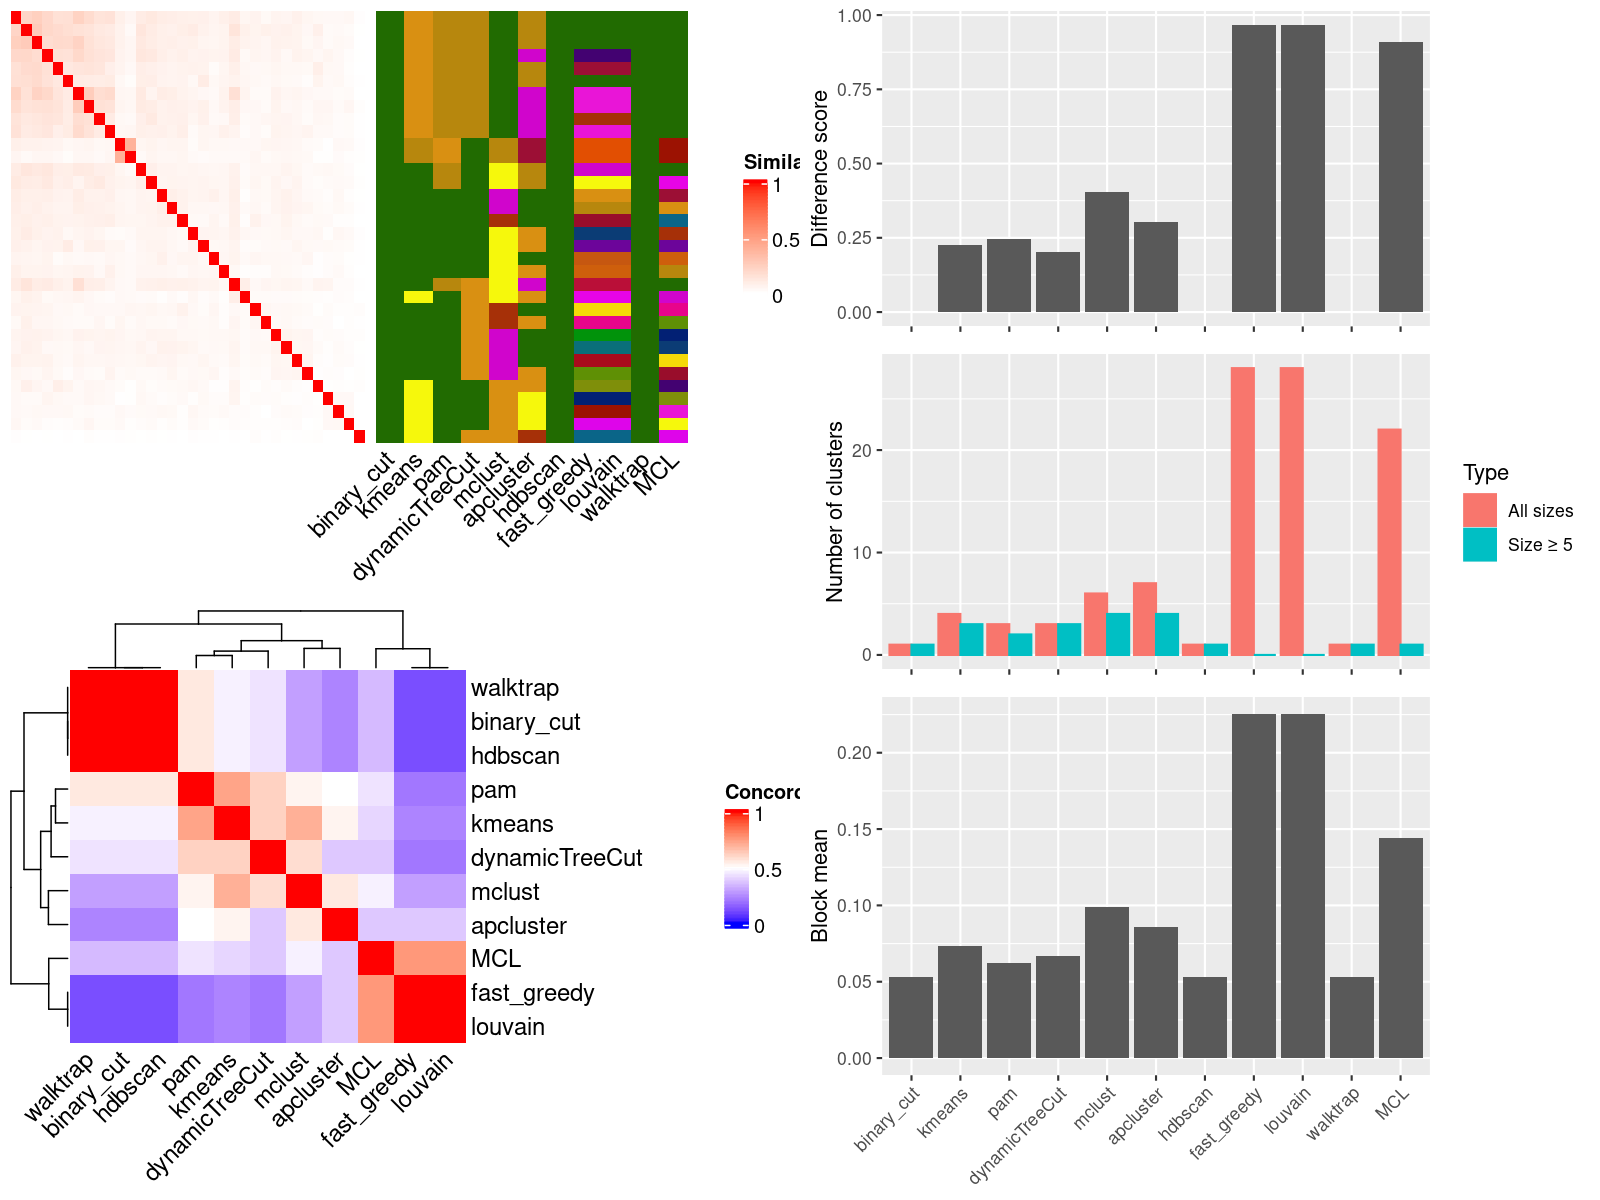 Simila
1
0.5
0
binary_cut
kmeans
pam
dynamicTreeCut
mclust
apcluster
hdbscan
fast_greedy
louvain
walktrap
MCL
walktrap
binary_cut
hdbscan
pam
kmeans
dynamicTreeCut
mclust
apcluster
MCL
fast_greedy
louvain
walktrap
binary_cut
hdbscan
pam
kmeans
dynamicTreeCut
mclust
apcluster
MCL
fast_greedy
louvain
Concord
1
0.5
0
Difference score
1.00
0.75
0.50
0.25
0.00
Number of clusters
20
10
0
Type
All sizes
Size ≥ 5
Block mean
0.20
0.15
0.10
0.05
0.00
binary_cut
kmeans
pam
dynamicTreeCut
mclust
apcluster
hdbscan
fast_greedy
louvain
walktrap
MCL